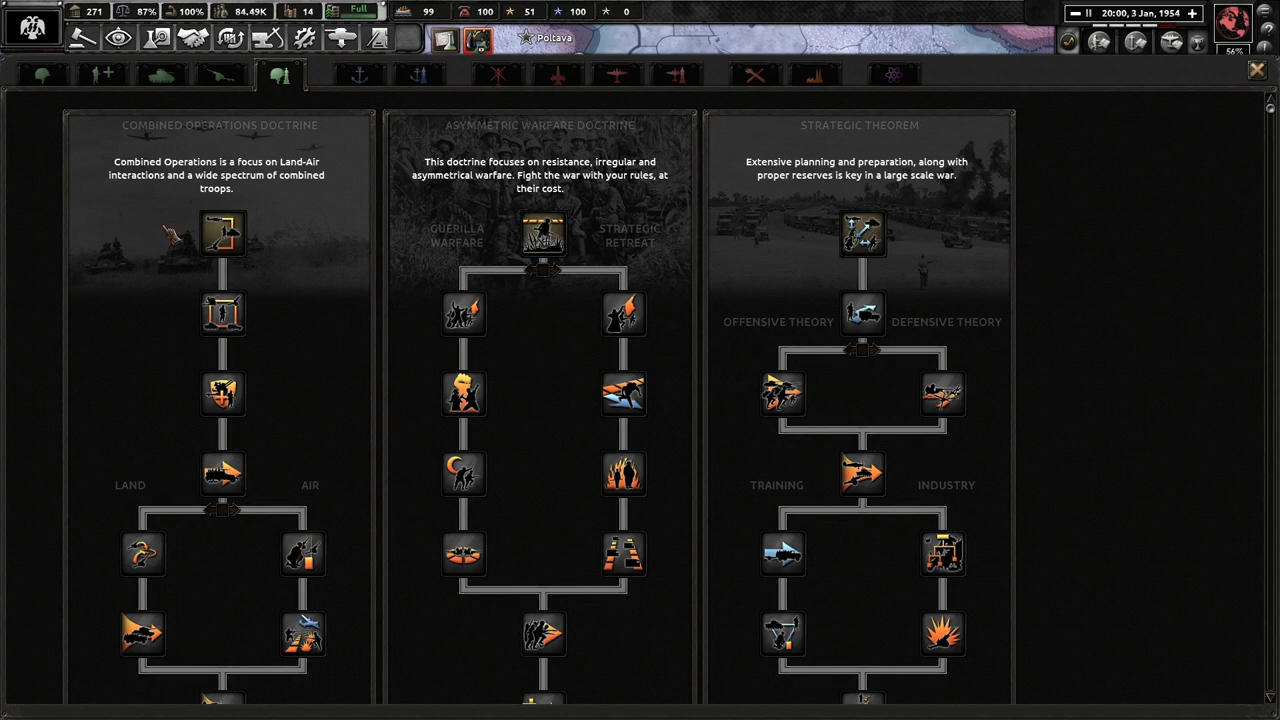 271 87% 100% 84.49K 14 Full 99 100 51 100 0 20:00, 3 Jan, 1954
Poltava
56%
COMBINED OPERATIONS DOCTRINE
Combined Operations is a focus on Land-Air
interactions and a wide spectrum of combined
troops.
LAND
AIR
ASYMMETRIC WARFARE DOCTRINE
This doctrine focuses on resistance, irregular and
asymmetrical warfare. Fight the war with your rules, at
their cost.
GUERILLA
WARFARE
STRATEGIC
RETREAT
STRATEGIC THEOREM
Extensive planning and preparation, along with
proper reserves is key in a large scale war.
OFFENSIVE THEORY
DEFENSIVE THEORY
TRAINING
INDUSTRY